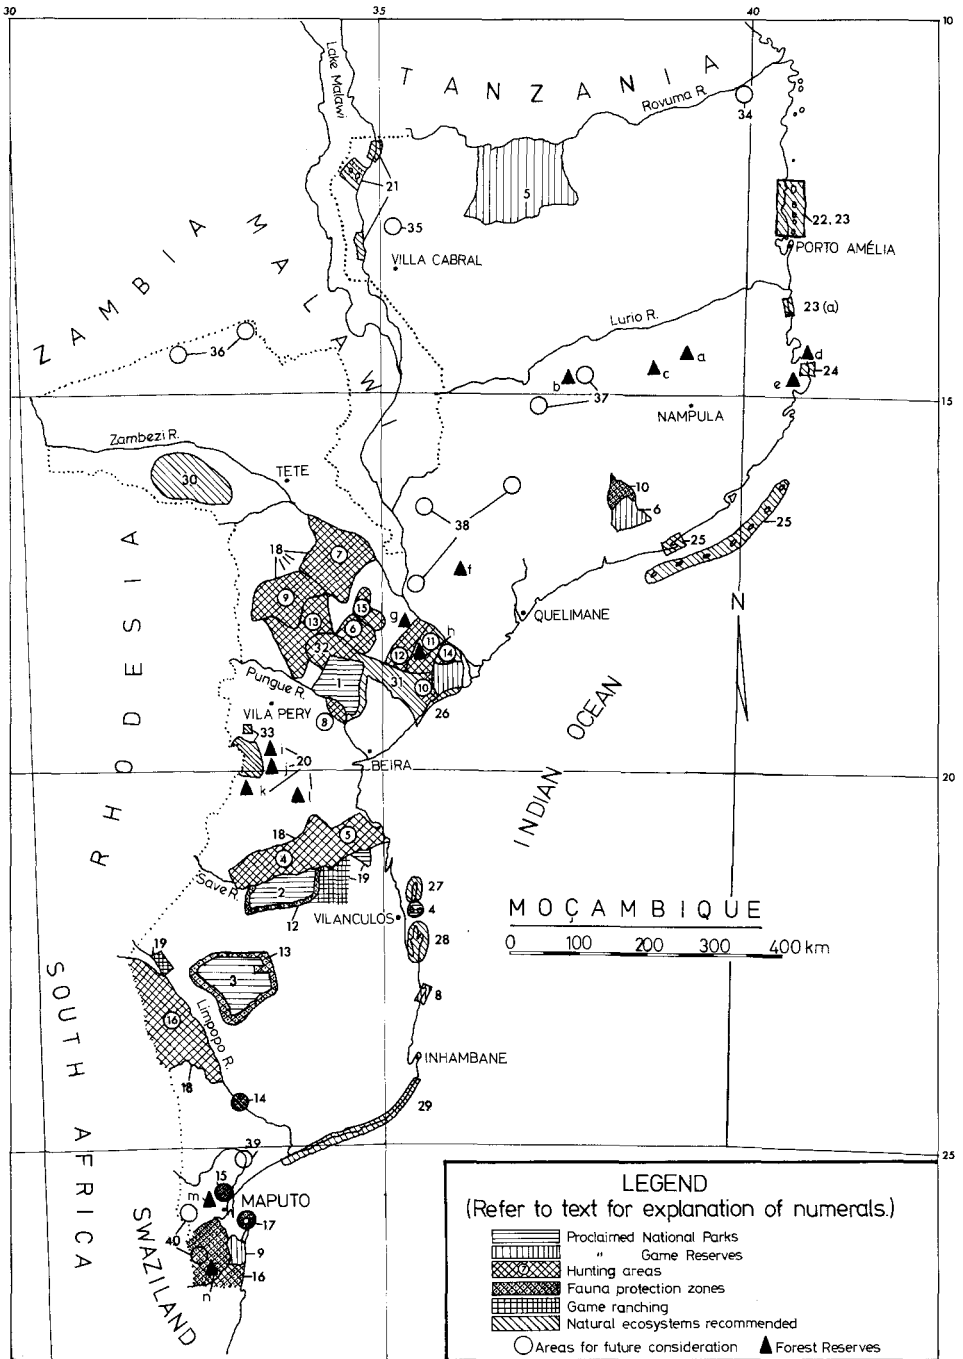 30
35
40
10
TANZANIA
Lake Malawi
Rovuma R.
34
5
21
22, 23
PORTO AMÉLIA
35
VILLA CABRAL
ZAMBIA
MALAWI
23 (a)
Lurio R.
36
a
b
c
d
e
24
37
15
NAMPULA
Zambezi R.
TETE
30
10
6
38
25
25
18
7
f
9
15
g
13
6
h
QUELIMANE
N
11
12
14
32
31
10
1
26
Pungue R.
VILA PERY
8
33
i
20
j
BEIRA
k
l
20
RHODESIA
INDIAN OCEAN
18
5
4
Save R.
2
19
27
12
VILANCULOS
4
28
MOÇAMBIQUE
0 100 200 300 400 km
19
13
3
8
16
Limpopo R.
INHAMBANE
18
14
29
SOUTH AFRICA
39
25
15
m
MAPUTO
17
40
9
16
n
SWAZILAND
LEGEND
(Refer to text for explanation of numerals.)
Proclaimed National Parks
" Game Reserves
7 Hunting areas
Fauna protection zones
Game ranching
Natural ecosystems recommended
Areas for future consideration Forest Reserves